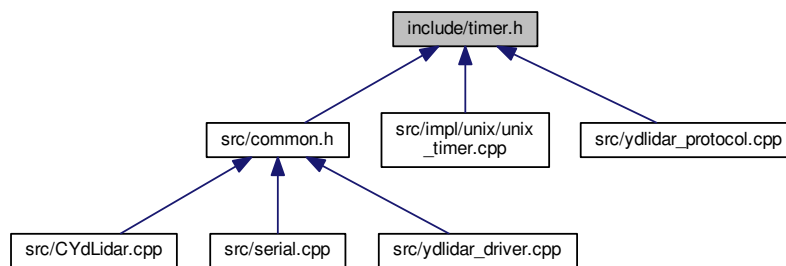 include/timer.h
src/common.h
src/impl/unix/unix
_timer.cpp
src/ydlidar_protocol.cpp
src/CYdLidar.cpp
src/serial.cpp
src/ydlidar_driver.cpp